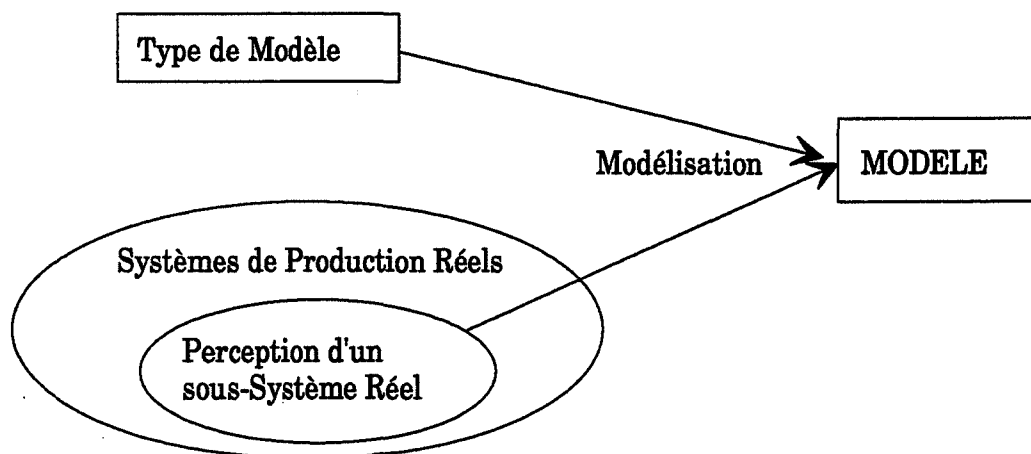 Type de Modèle
Modélisation
MODELE
Systèmes de Production Réels
Perception d'un
sous-Système Réel